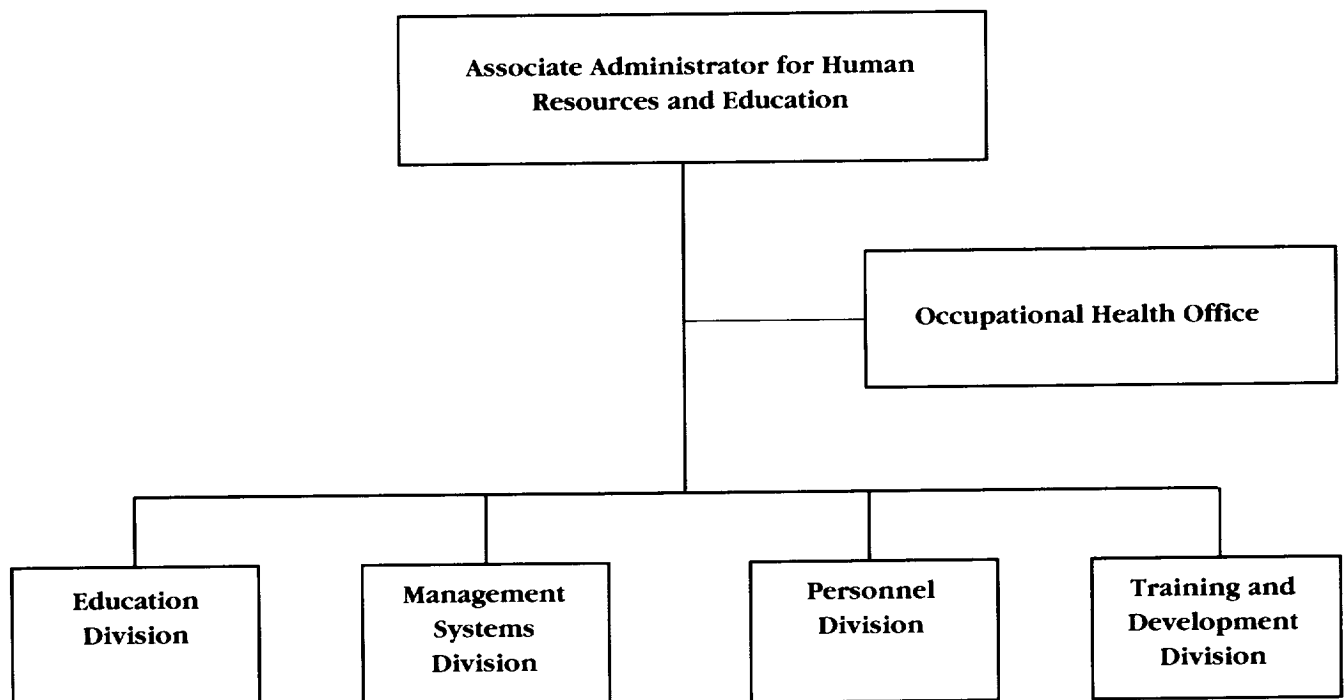 Associate Administrator for Human
Resources and Education
Occupational Health Office
Education
Division
Management
Systems
Division
Personnel
Division
Training and
Development
Division